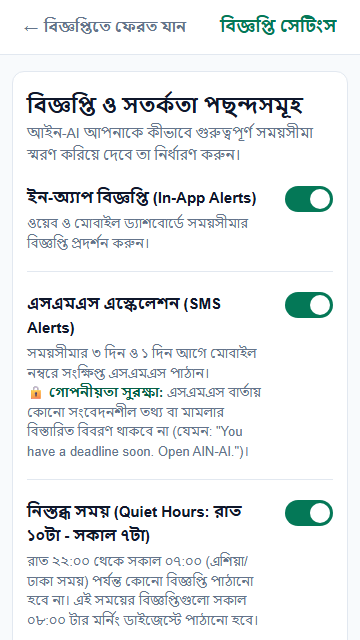 ← বিজ্ঞপ্তিতে ফেরত যান
বিজ্ঞপ্তি সেটিংস
বিজ্ঞপ্তি ও সতর্কতা পছন্দসমূহ
আইন-AI আপনাকে কীভাবে গুরুত্বপূর্ণ সময়সীমা
স্মরণ করিয়ে দেবে তা নির্ধারণ করুন।
ইন-অ্যাপ বিজ্ঞপ্তি (In-App Alerts)
ওয়েব ও মোবাইল ড্যাশবোর্ডে সময়সীমার
বিজ্ঞপ্তি প্রদর্শন করুন।
এসএমএস এস্কেলেশন (SMS
Alerts)
সময়সীমার ৩ দিন ও ১ দিন আগে মোবাইল
নম্বরে সংক্ষিপ্ত এসএমএস পাঠান।
🔒 গোপনীয়তা সুরক্ষা: এসএমএস বার্তায়
কোনো সংবেদনশীল তথ্য বা মামলার
বিস্তারিত বিবরণ থাকবে না (যেমন: "You
have a deadline soon. Open AIN-AI.")।
নিস্তব্ধ সময় (Quiet Hours: রাত
১০টা - সকাল ৭টা)
রাত ২২:০০ থেকে সকাল ০৭:০০ (এশিয়া/
ঢাকা সময়) পর্যন্ত কোনো বিজ্ঞপ্তি পাঠানো
হবে না। এই সময়ের বিজ্ঞপ্তিগুলো সকাল
০৮:০০ টার মর্নিং ডাইজেস্টে পাঠানো হবে।